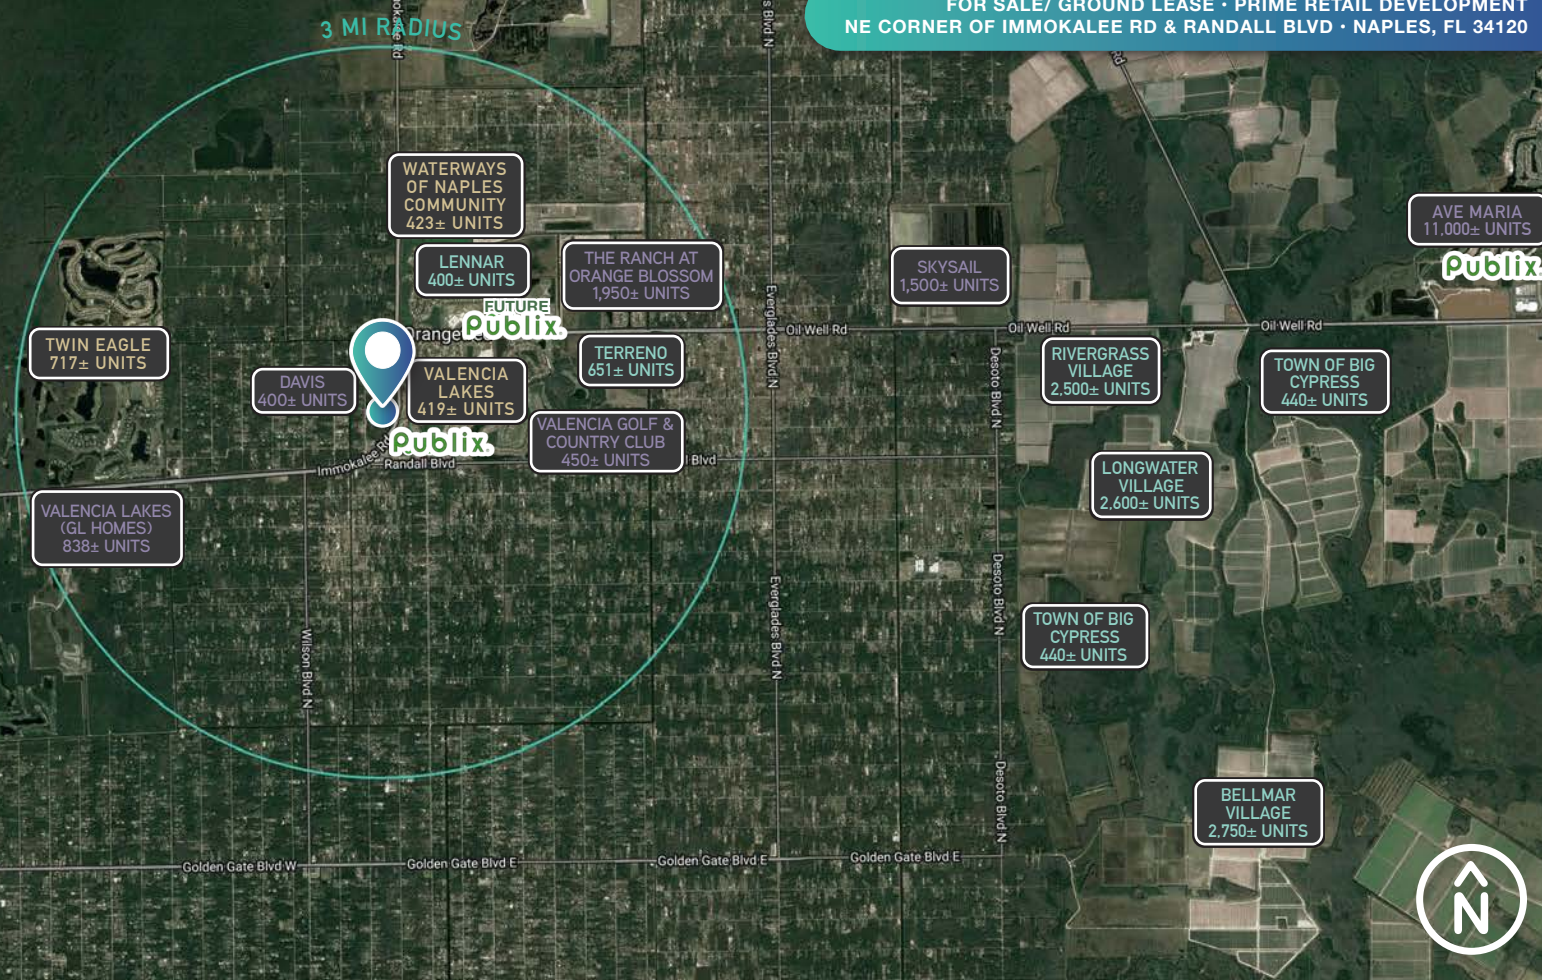 FOR SALE/ GROUND LEASE • PRIME RETAIL DEVELOPMENT
NE CORNER OF IMMOKALEE RD & RANDALL BLVD • NAPLES, FL 34120
3 MI RADIUS
WATERWAYS
OF NAPLES
COMMUNITY
423± UNITS
LENNAR
400± UNITS
THE RANCH AT
ORANGE BLOSSOM
1,950± UNITS
SKYSAIL
1,500± UNITS
AVE MARIA
11,000± UNITS
Publix
FUTURE
Publix.
Everglades Blvd N
Oil Well Rd
Oil Well Rd
Oil Well Rd
TWIN EAGLE
717± UNITS
DAVIS
400± UNITS
VALENCIA
LAKES
419± UNITS
TERRENO
651± UNITS
RIVERGRASS
VILLAGE
2,500± UNITS
TOWN OF BIG
CYPRESS
440± UNITS
Desoto Blvd N
VALENCIA GOLF &
COUNTRY CLUB
450± UNITS
Publix.
Immokalee Rd
Randall Blvd
l Blvd
LONGWATER
VILLAGE
2,600± UNITS
VALENCIA LAKES
(GL HOMES)
838± UNITS
Wilson Blvd N
Everglades Blvd N
Desoto Blvd N
TOWN OF BIG
CYPRESS
440± UNITS
Desoto Blvd N
BELLMAR
VILLAGE
2,750± UNITS
Golden Gate Blvd W
Golden Gate Blvd E
Golden Gate Blvd E
Golden Gate Blvd E
N